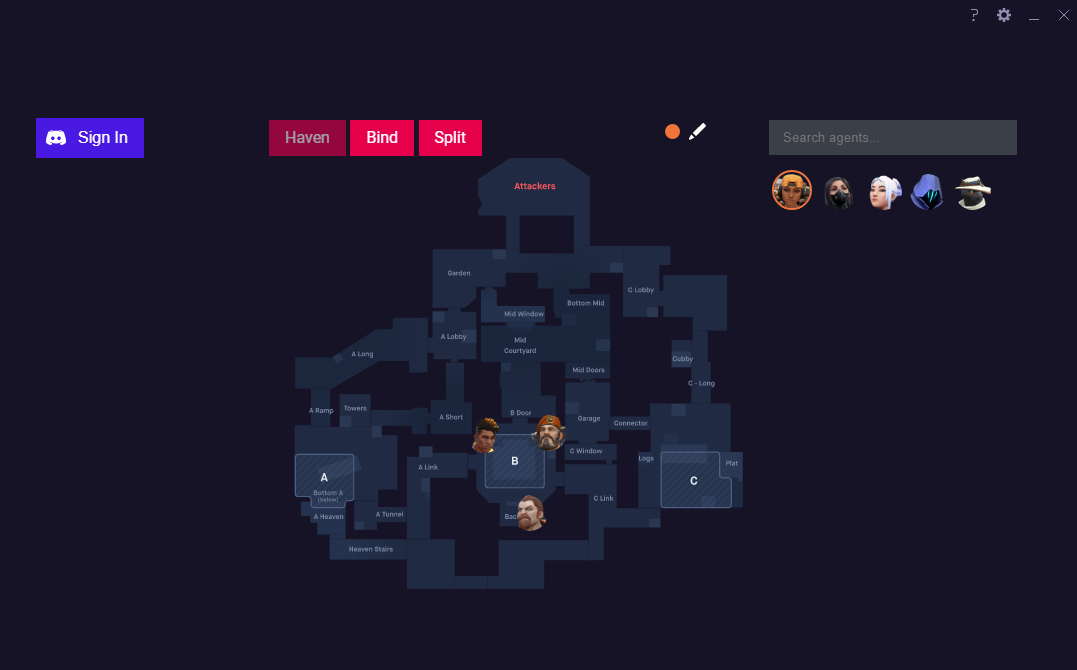 ?
Sign In
Haven
Bind
Split
Search agents...
Attackers
Garden
C Lobby
Bottom Mid
Mid Window
A Lobby
Mid
Courtyard
A Long
Cubby
Mid Doors
C - Long
A Ramp
Towers
A Short
B Door
Garage
Connector
C Window
B
Logs
Plat
A Link
A
C
Bottom A
(below)
C Link
A Heaven
A Tunnel
Heaven Stairs